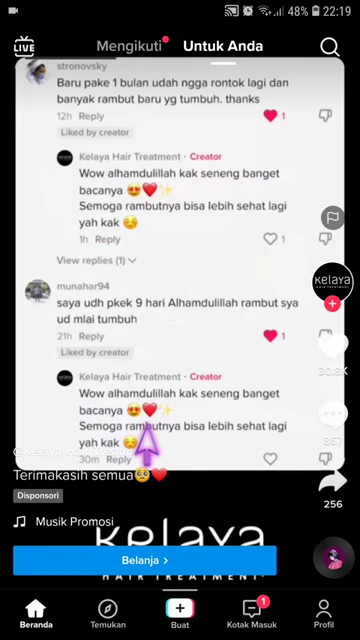 48% 22:19
LIVE
Mengikuti Untuk Anda
stronovsky
Baru pake 1 bulan udah ngga rontok lagi dan
banyak rambut baru yg tumbuh. thanks
12h Reply 1
Liked by creator
Kelaya Hair Treatment · Creator
Wow alhamdulillah kak seneng banget
bacanya 😍❤️✨
Semoga rambutnya bisa lebih sehat lagi
yah kak ☺️
1h Reply
View replies (1)
munahar94
saya udh pkek 9 hari Alhamdulillah rambut sya
ud mlai tumbuh
21h Reply 1
Liked by creator
Kelaya Hair Treatment · Creator
Wow alhamdulillah kak seneng banget
bacanya 😍❤️✨
Semoga rambutnya bisa lebih sehat lagi
yah kak ☺️
30m Reply
kelaya
HAIR TREATMENT
Terimakasih semua🥺❤️
Disponsori
256
Musik Promosi
kelaya
Belanja >
HAIR TREATMENT
Beranda Temukan Buat Kotak Masuk 1 Profil